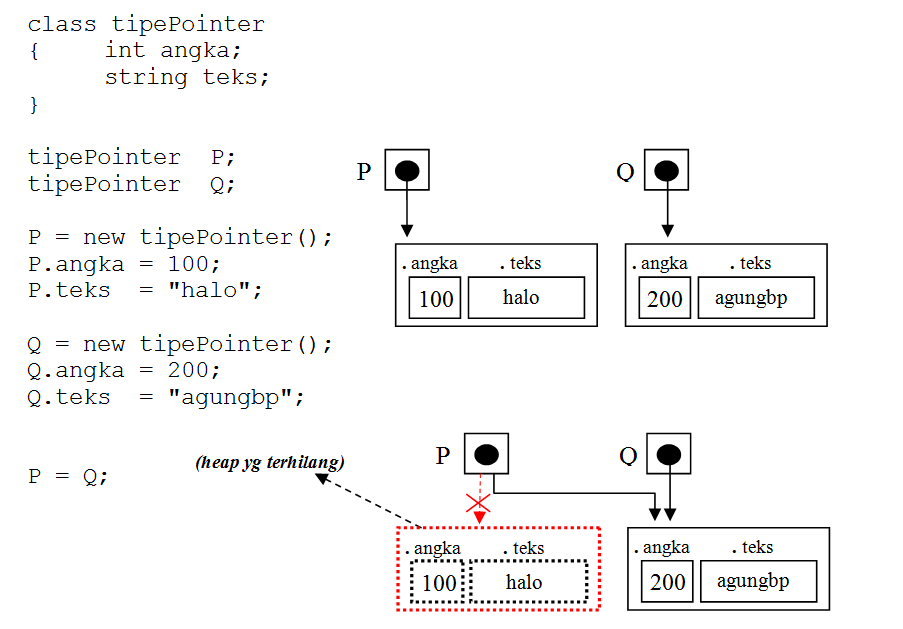 class tipePointer
{ int angka;
string teks;
}
tipePointer P;
tipePointer Q;
P Q
P = new tipePointer();
P.angka = 100;
P.teks = "halo";
.angka .teks
100 halo
.angka .teks
200 agungbp
Q = new tipePointer();
Q.angka = 200;
Q.teks = "agungbp";
P = Q;
(heap yg terhilang)
P Q
.angka .teks
100 halo
.angka .teks
200 agungbp